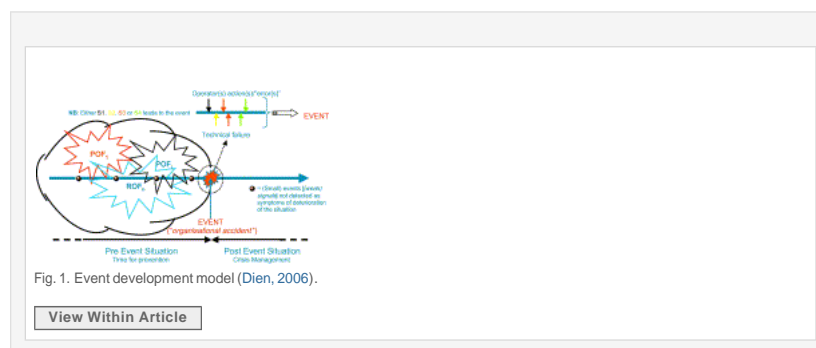 Operator(s) action(s)"error(s)"
NB: Either S1, S2, S3 or S4 leads to the event
EVENT
Technical failure
POF1
POF
ROFn
= (Small) events [(weak)
signals] not detected as
symptoms of deterioration
of the situation
EVENT
("organisational accident")
Pre Event Situation
Time for prevention
Post Event Situation
Crisis Management
Fig. 1. Event development model (Dien, 2006).
View Within Article